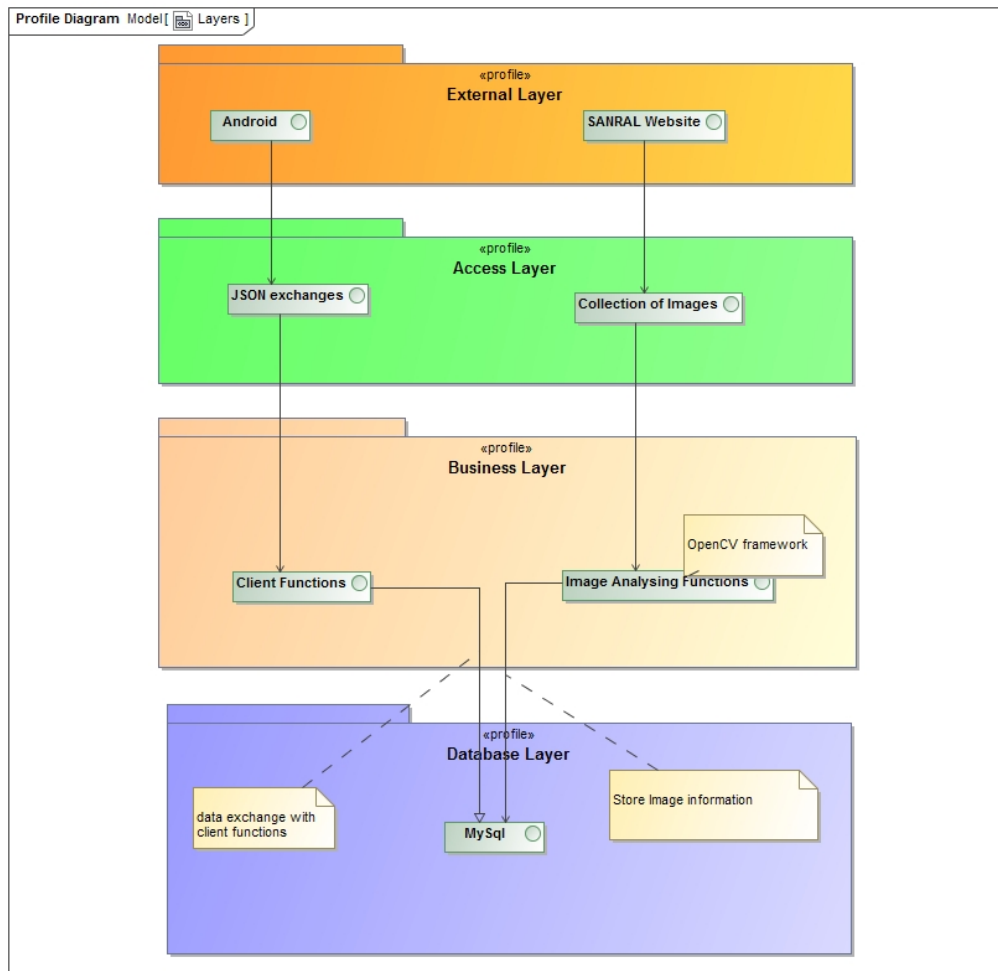 Profile Diagram Model[ Layers ]
«profile»
External Layer
Android
SANRAL Website
«profile»
Access Layer
JSON exchanges
Collection of Images
«profile»
Business Layer
OpenCV framework
Client Functions
Image Analysing Functions
«profile»
Database Layer
data exchange with
client functions
Store Image information
MySql